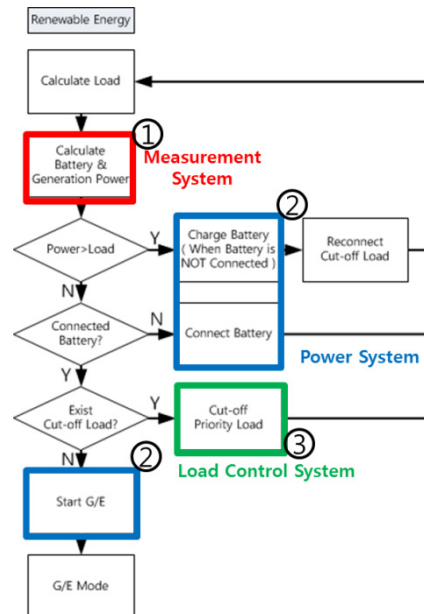 Renewable Energy
Calculate Load
①
Calculate
Battery &
Generation Power
Measurement
System
②
Power>Load
Y
Charge Battery
( When Battery is
NOT Connected )
Reconnect
Cut-off Load
N
Connected
Battery?
N
Connect Battery
Power System
Y
Exist
Cut-off Load?
Y
Cut-off
Priority Load
③
Load Control System
N
②
Start G/E
G/E Mode